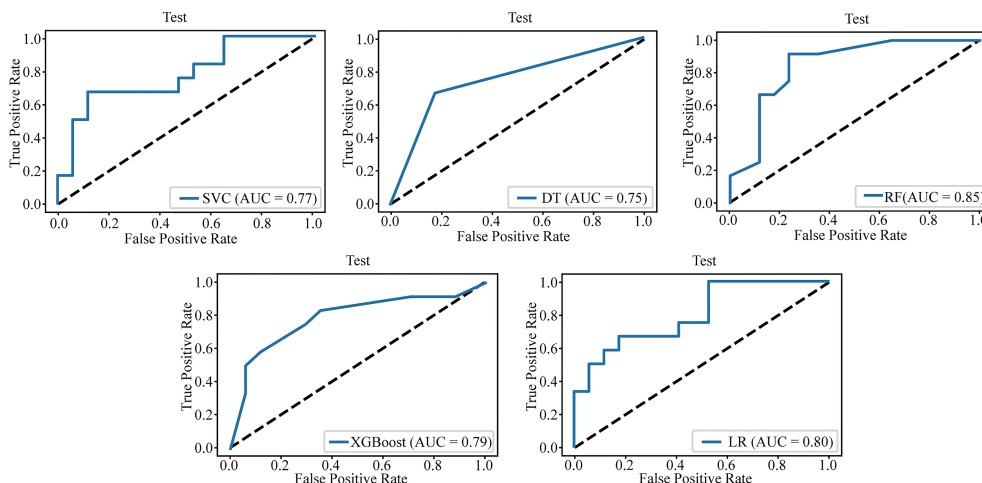 Test
True Positive Rate
1.0
0.8
0.6
0.4
0.2
0.0
SVC (AUC = 0.77)
0.0 0.2 0.4 0.6 0.8 1.0
False Positive Rate
Test
True Positive Rate
1.0
0.8
0.6
0.4
0.2
0.0
DT (AUC = 0.75)
0.0 0.2 0.4 0.6 0.8 1.0
False Positive Rate
Test
True Positive Rate
1.0
0.8
0.6
0.4
0.2
0.0
RF(AUC = 0.85)
0.0 0.2 0.4 0.6 0.8 1.0
False Positive Rate
Test
True Positive Rate
1.0
0.8
0.6
0.4
0.2
0.0
XGBoost (AUC = 0.79)
0.0 0.2 0.4 0.6 0.8 1.0
False Positive Rate
Test
True Positive Rate
1.0
0.8
0.6
0.4
0.2
0.0
LR (AUC = 0.80)
0.0 0.2 0.4 0.6 0.8 1.0
False Positive Rate